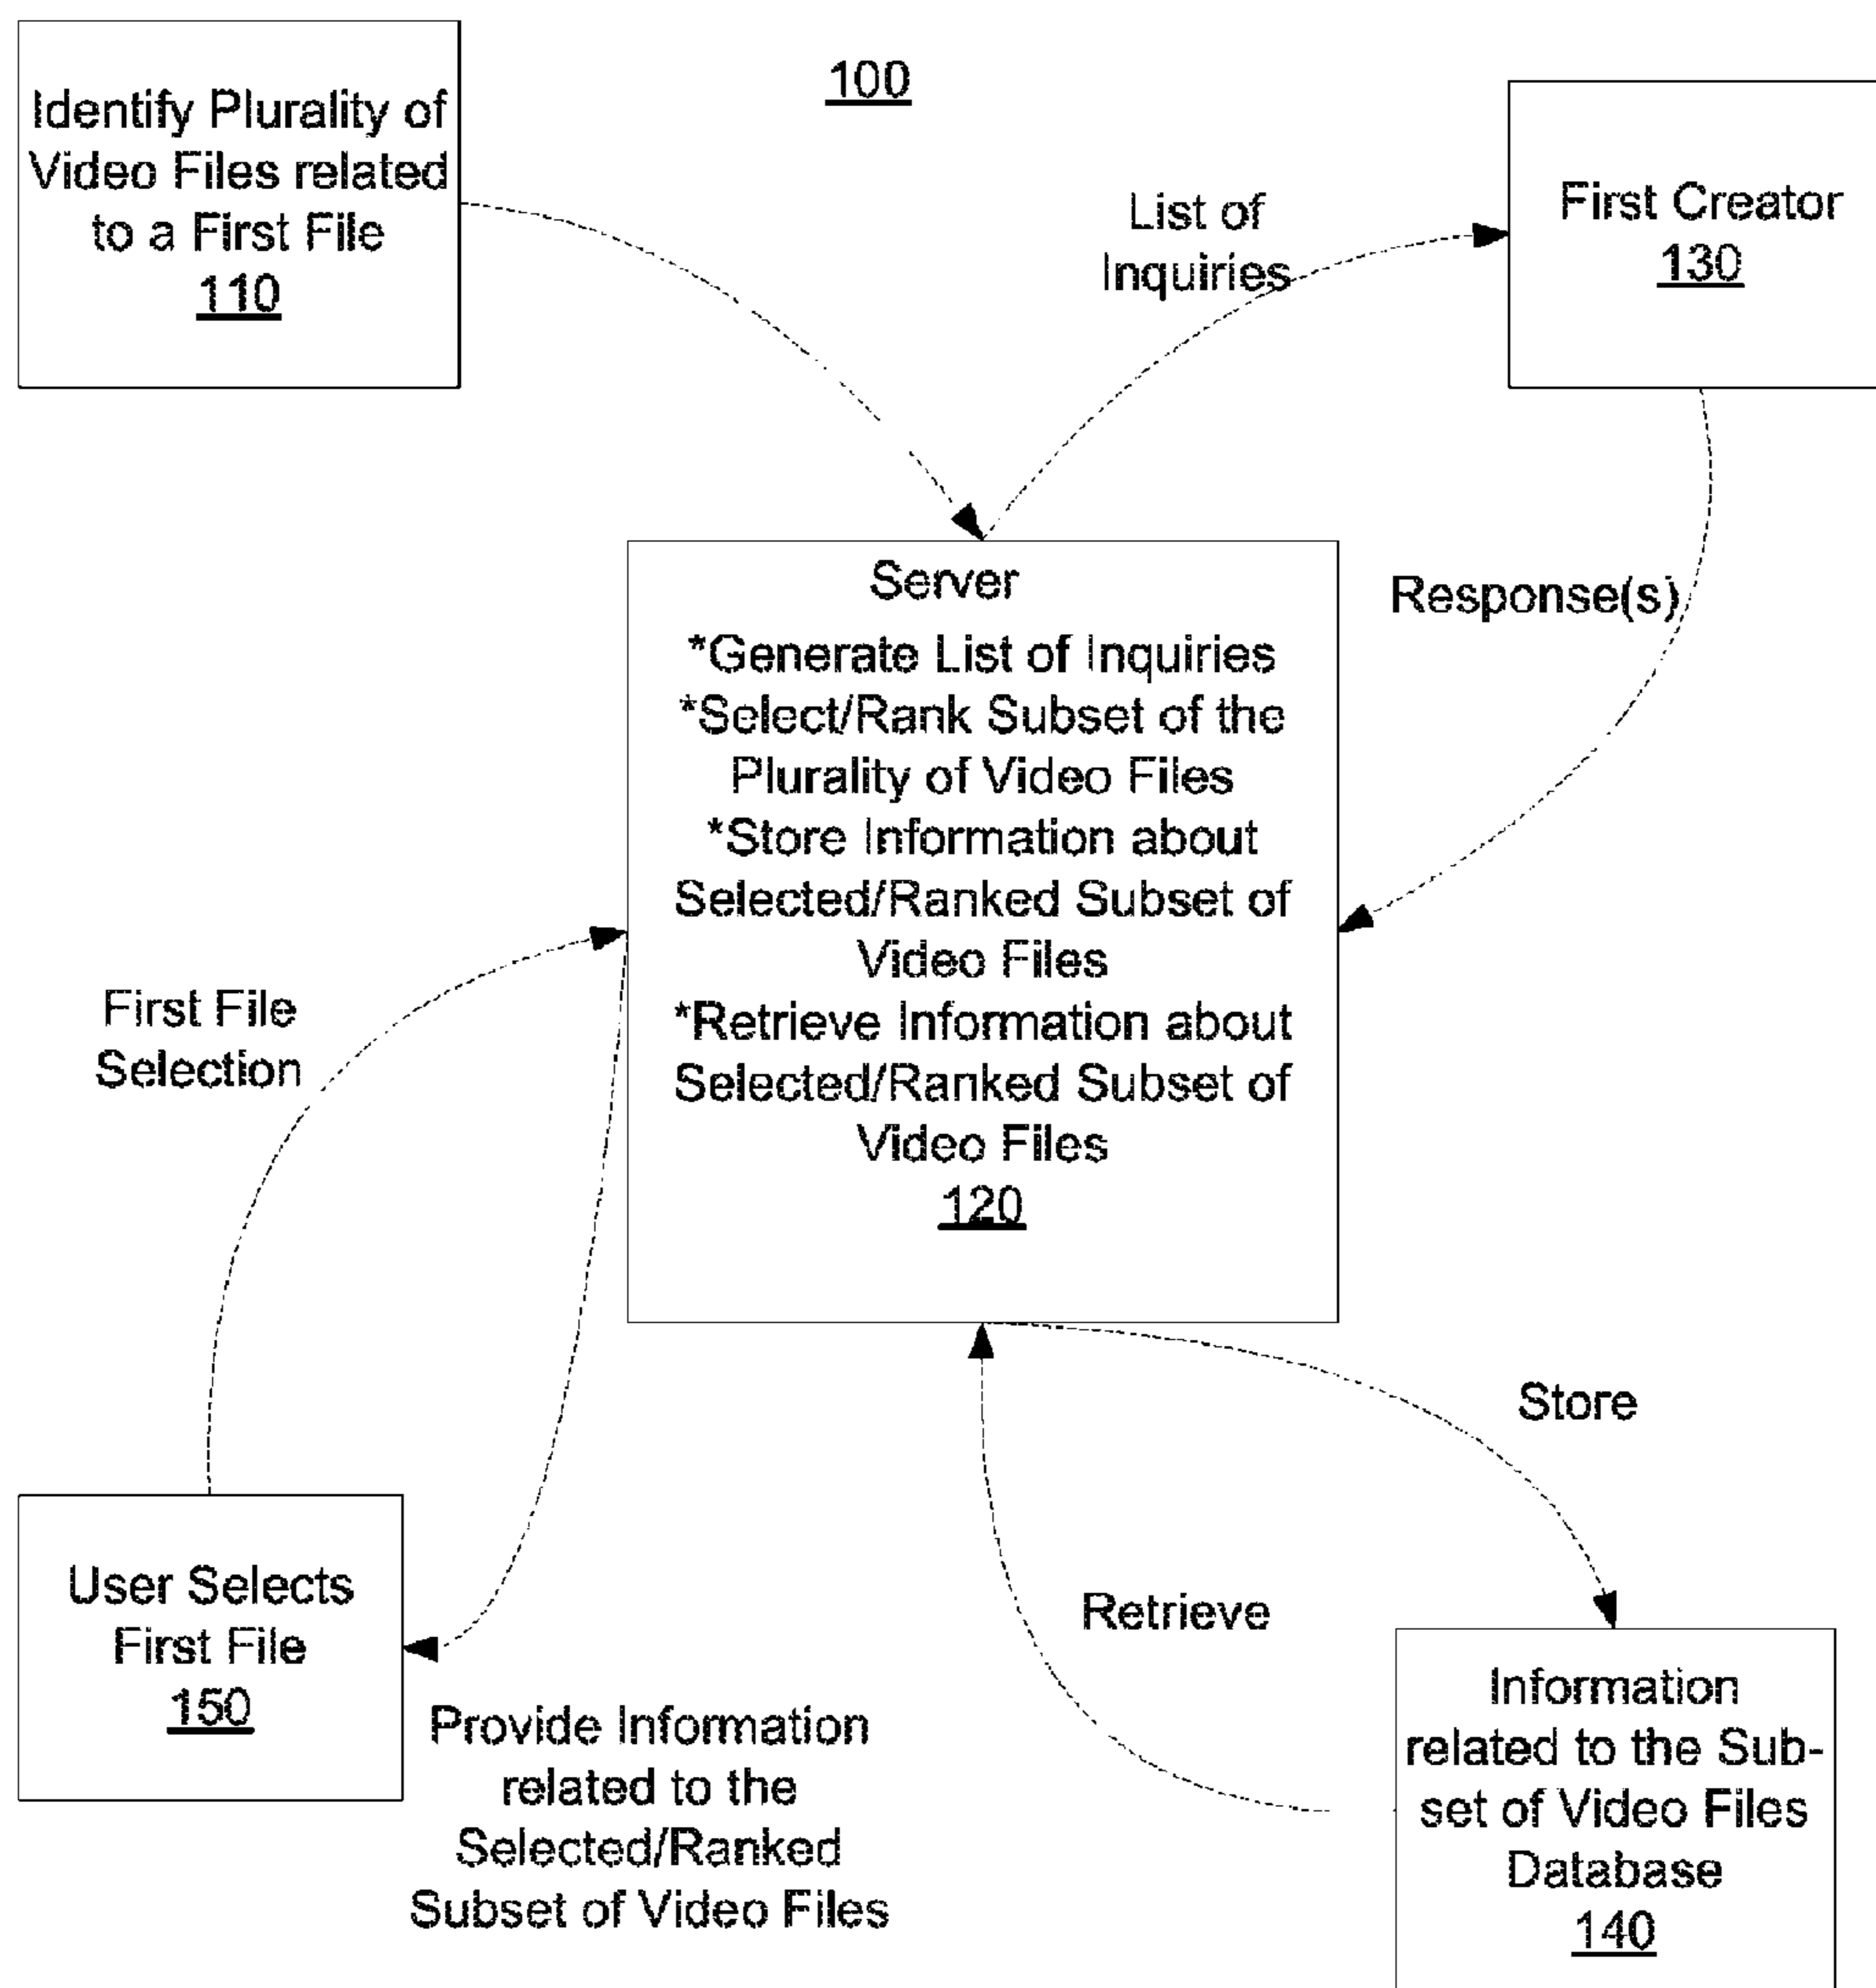 100
Identify Plurality of
Video Files related
to a First File
110
List of
Inquiries
First Creator
130
Server
*Generate List of Inquiries
*Select/Rank Subset of the
Plurality of Video Files
*Store Information about
Selected/Ranked Subset of
Video Files
*Retrieve Information about
Selected/Ranked Subset of
Video Files
120
Response(s)
First File
Selection
Store
Retrieve
User Selects
First File
150
Provide Information
related to the
Selected/Ranked
Subset of Video Files
Information
related to the Sub-
set of Video Files
Database
140